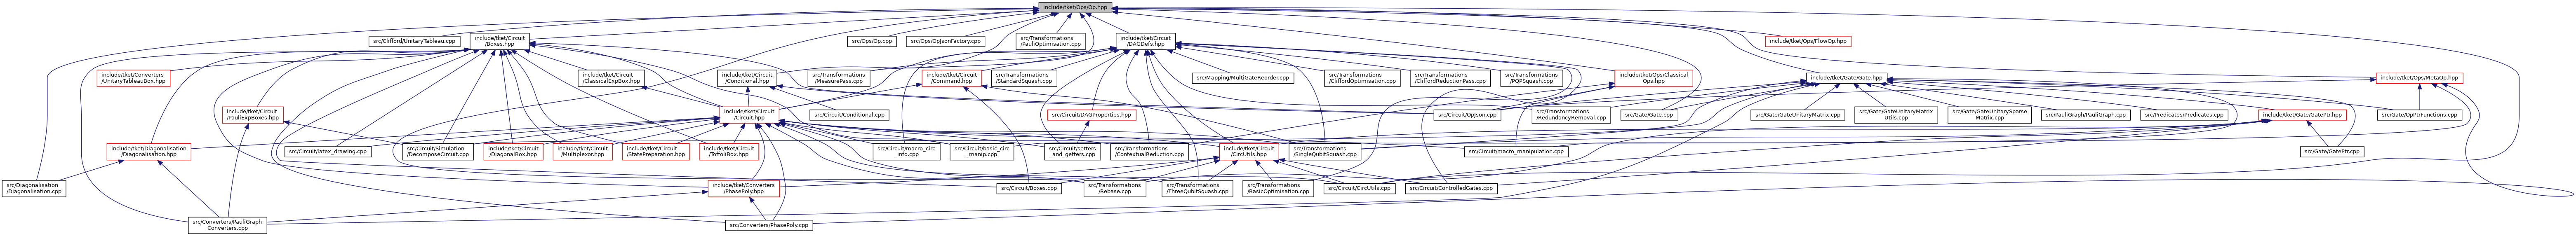 include/tket/Ops/Op.hpp
src/Clifford/UnitaryTableau.cpp
include/tket/Circuit
/Boxes.hpp
src/Ops/Op.cpp
src/Ops/OpJsonFactory.cpp
src/Transformations
/PauliOptimisation.cpp
include/tket/Circuit
/DAGDefs.hpp
include/tket/Ops/FlowOp.hpp
include/tket/Converters
/UnitaryTableauBox.hpp
include/tket/Circuit
/ClassicalExpBox.hpp
include/tket/Circuit
/Conditional.hpp
src/Transformations
/MeasurePass.cpp
include/tket/Circuit
/Command.hpp
src/Transformations
/StandardSquash.cpp
src/Mapping/MultiGateReorder.cpp
src/Transformations
/CliffordOptimisation.cpp
src/Transformations
/CliffordReductionPass.cpp
src/Transformations
/PQPSquash.cpp
include/tket/Ops/Classical
Ops.hpp
include/tket/Gate/Gate.hpp
include/tket/Ops/MetaOp.hpp
include/tket/Circuit
/PauliExpBoxes.hpp
include/tket/Circuit
/Circuit.hpp
src/Circuit/Conditional.cpp
src/Circuit/DAGProperties.hpp
src/Circuit/OpJson.cpp
src/Transformations
/RedundancyRemoval.cpp
src/Gate/Gate.cpp
src/Gate/GateUnitaryMatrix.cpp
src/Gate/GateUnitaryMatrix
Utils.cpp
src/Gate/GateUnitarySparse
Matrix.cpp
src/PauliGraph/PauliGraph.cpp
src/Predicates/Predicates.cpp
include/tket/Gate/GatePtr.hpp
src/Gate/OpPtrFunctions.cpp
include/tket/Diagonalisation
/Diagonalisation.hpp
src/Circuit/latex_drawing.cpp
src/Circuit/Simulation
/DecomposeCircuit.cpp
include/tket/Circuit
/DiagonalBox.hpp
include/tket/Circuit
/Multiplexor.hpp
include/tket/Circuit
/StatePreparation.hpp
include/tket/Circuit
/ToffoliBox.hpp
src/Circuit/macro_circ
_info.cpp
src/Circuit/basic_circ
_manip.cpp
src/Circuit/setters
_and_getters.cpp
src/Transformations
/ContextualReduction.cpp
include/tket/Circuit
/CircUtils.hpp
src/Transformations
/SingleQubitSquash.cpp
src/Circuit/macro_manipulation.cpp
src/Gate/GatePtr.cpp
src/Diagonalisation
/Diagonalisation.cpp
include/tket/Converters
/PhasePoly.hpp
src/Circuit/Boxes.cpp
src/Transformations
/Rebase.cpp
src/Transformations
/ThreeQubitSquash.cpp
src/Transformations
/BasicOptimisation.cpp
src/Circuit/CircUtils.cpp
src/Circuit/ControlledGates.cpp
src/Converters/PauliGraph
Converters.cpp
src/Converters/PhasePoly.cpp